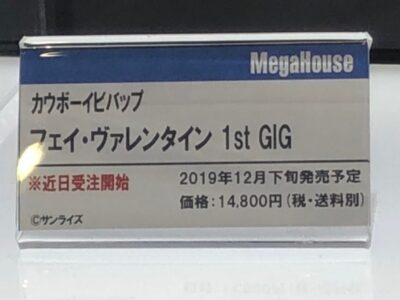 MegaHouse
カウボーイビバップ
フェイ・ヴァレンタイン 1st GIG
※近日受注開始
2019年12月下旬発売予定
価格:14,800円(税・送料別)
©サンライズ